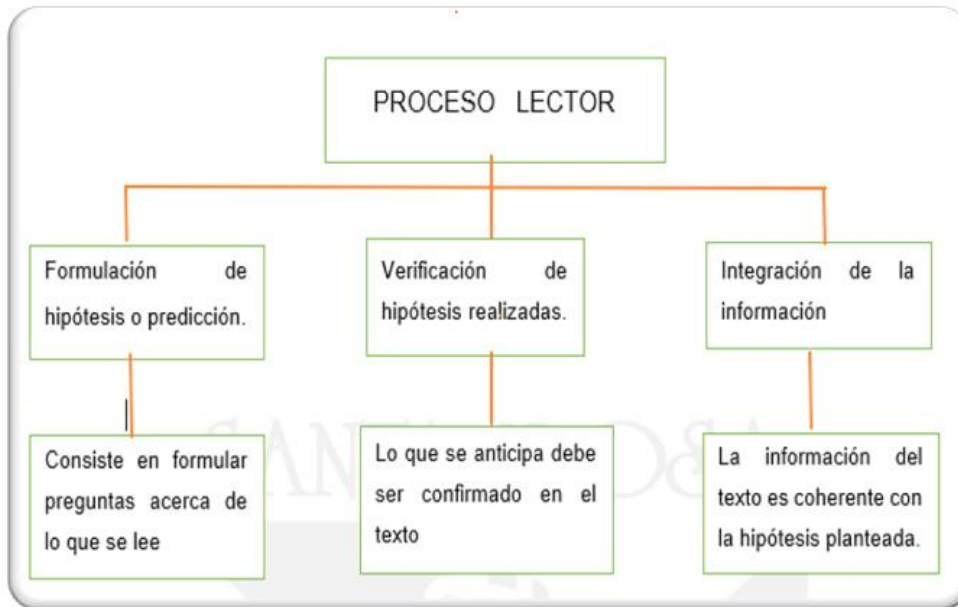 PROCESO LECTOR
Formulación de
hipótesis o predicción.
Verificación de
hipótesis realizadas.
Integración de la
información
Consiste en formular
preguntas acerca de
lo que se lee
Lo que se anticipa debe
ser confirmado en el
texto
La información del
texto es coherente con
la hipótesis planteada.